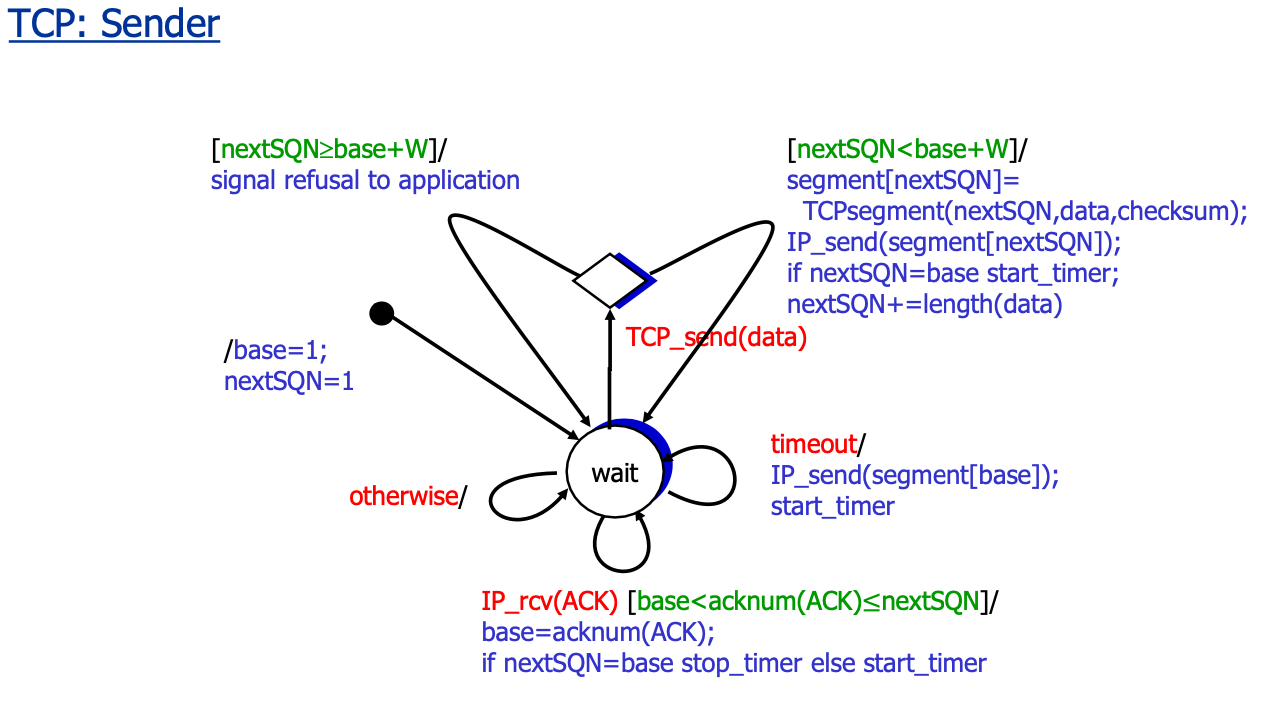 TCP: Sender
[nextSQN≥base+W]/
signal refusal to application
[nextSQN<base+W]/
segment[nextSQN]=
TCPsegment(nextSQN,data,checksum);
IP_send(segment[nextSQN]);
if nextSQN=base start_timer;
nextSQN+=length(data)
TCP_send(data)
/base=1;
nextSQN=1
wait
otherwise/
timeout/
IP_send(segment[base]);
start_timer
IP_rcv(ACK) [base<acknum(ACK)≤nextSQN]/
base=acknum(ACK);
if nextSQN=base stop_timer else start_timer